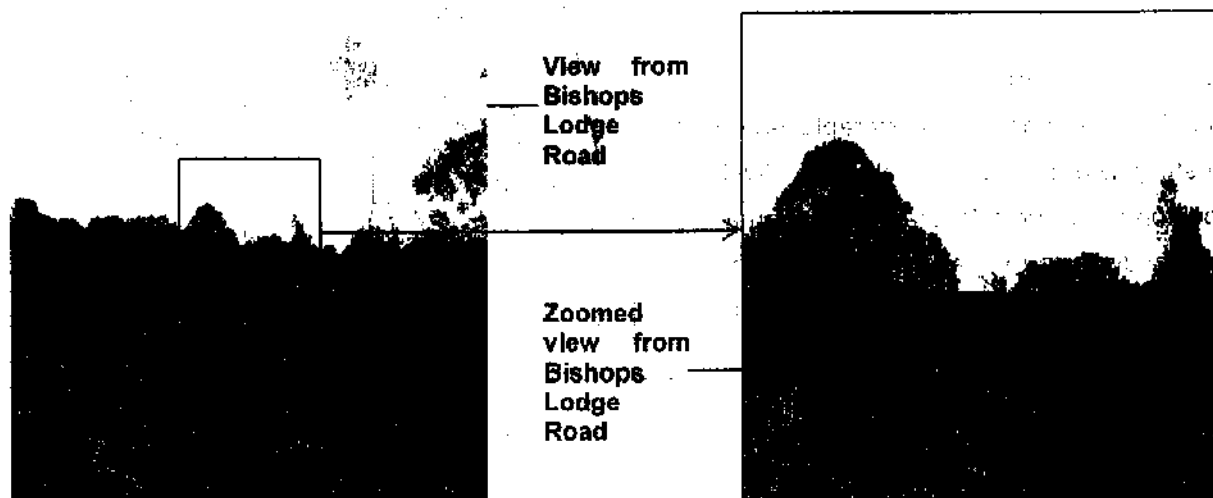 View from
Bishops
Lodge
Road
Zoomed
view from
Bishops
Lodge
Road